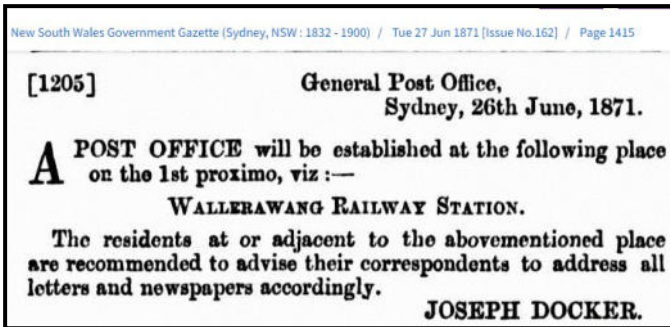 New South Wales Government Gazette (Sydney, NSW : 1832 - 1900) / Tue 27 Jun 1871 [Issue No.162] / Page 1415
[1205] General Post Office,
Sydney, 26th June, 1871.
A POST OFFICE will be established at the following place
on the 1st proximo, viz :—
WALLERAWANG RAILWAY STATION.
The residents at or adjacent to the abovementioned place
are recommended to advise their correspondents to address all
letters and newspapers accordingly.
JOSEPH DOCKER.